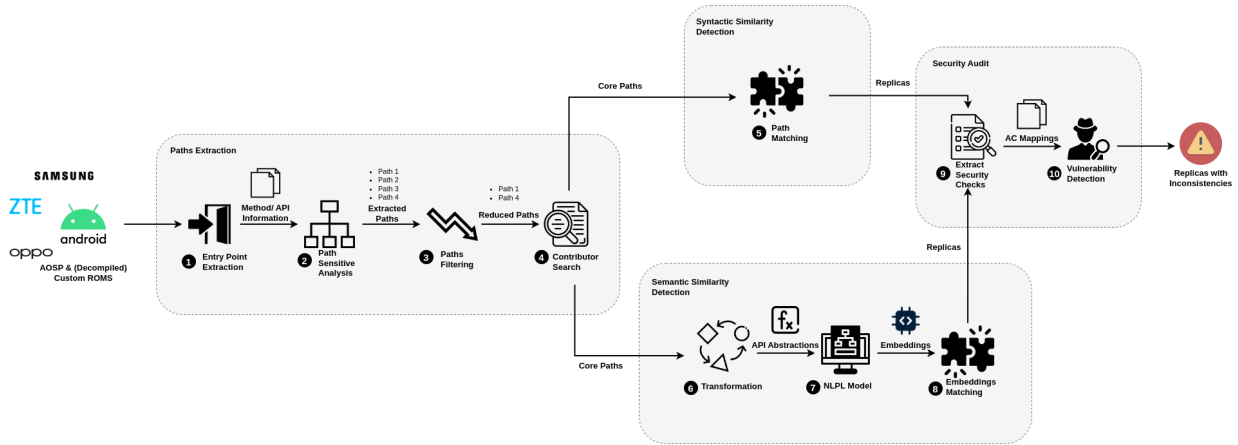 SAMSUNG
ZTE
android
oppo
AOSP & (Decompiled)
Custom ROMS
Paths Extraction
1 Entry Point
Extraction
Method/ API
Information
2 Path
Sensitive
Analysis
• Path 1
• Path 2
• Path 3
• Path 4
Extracted
Paths
3 Paths
Filtering
• Path 1
• Path 4
Reduced Paths
4 Contributor
Search
Core Paths
Syntactic Similarity
Detection
5 Path
Matching
Replicas
Core Paths
Semantic Similarity
Detection
6 Transformation
fx
API Abstractions
7 NLPL Model
Embeddings
8 Embeddings
Matching
Replicas
Security Audit
9 Extract
Security
Checks
AC Mappings
10 Vulnerability
Detection
Replicas with
Inconsistencies